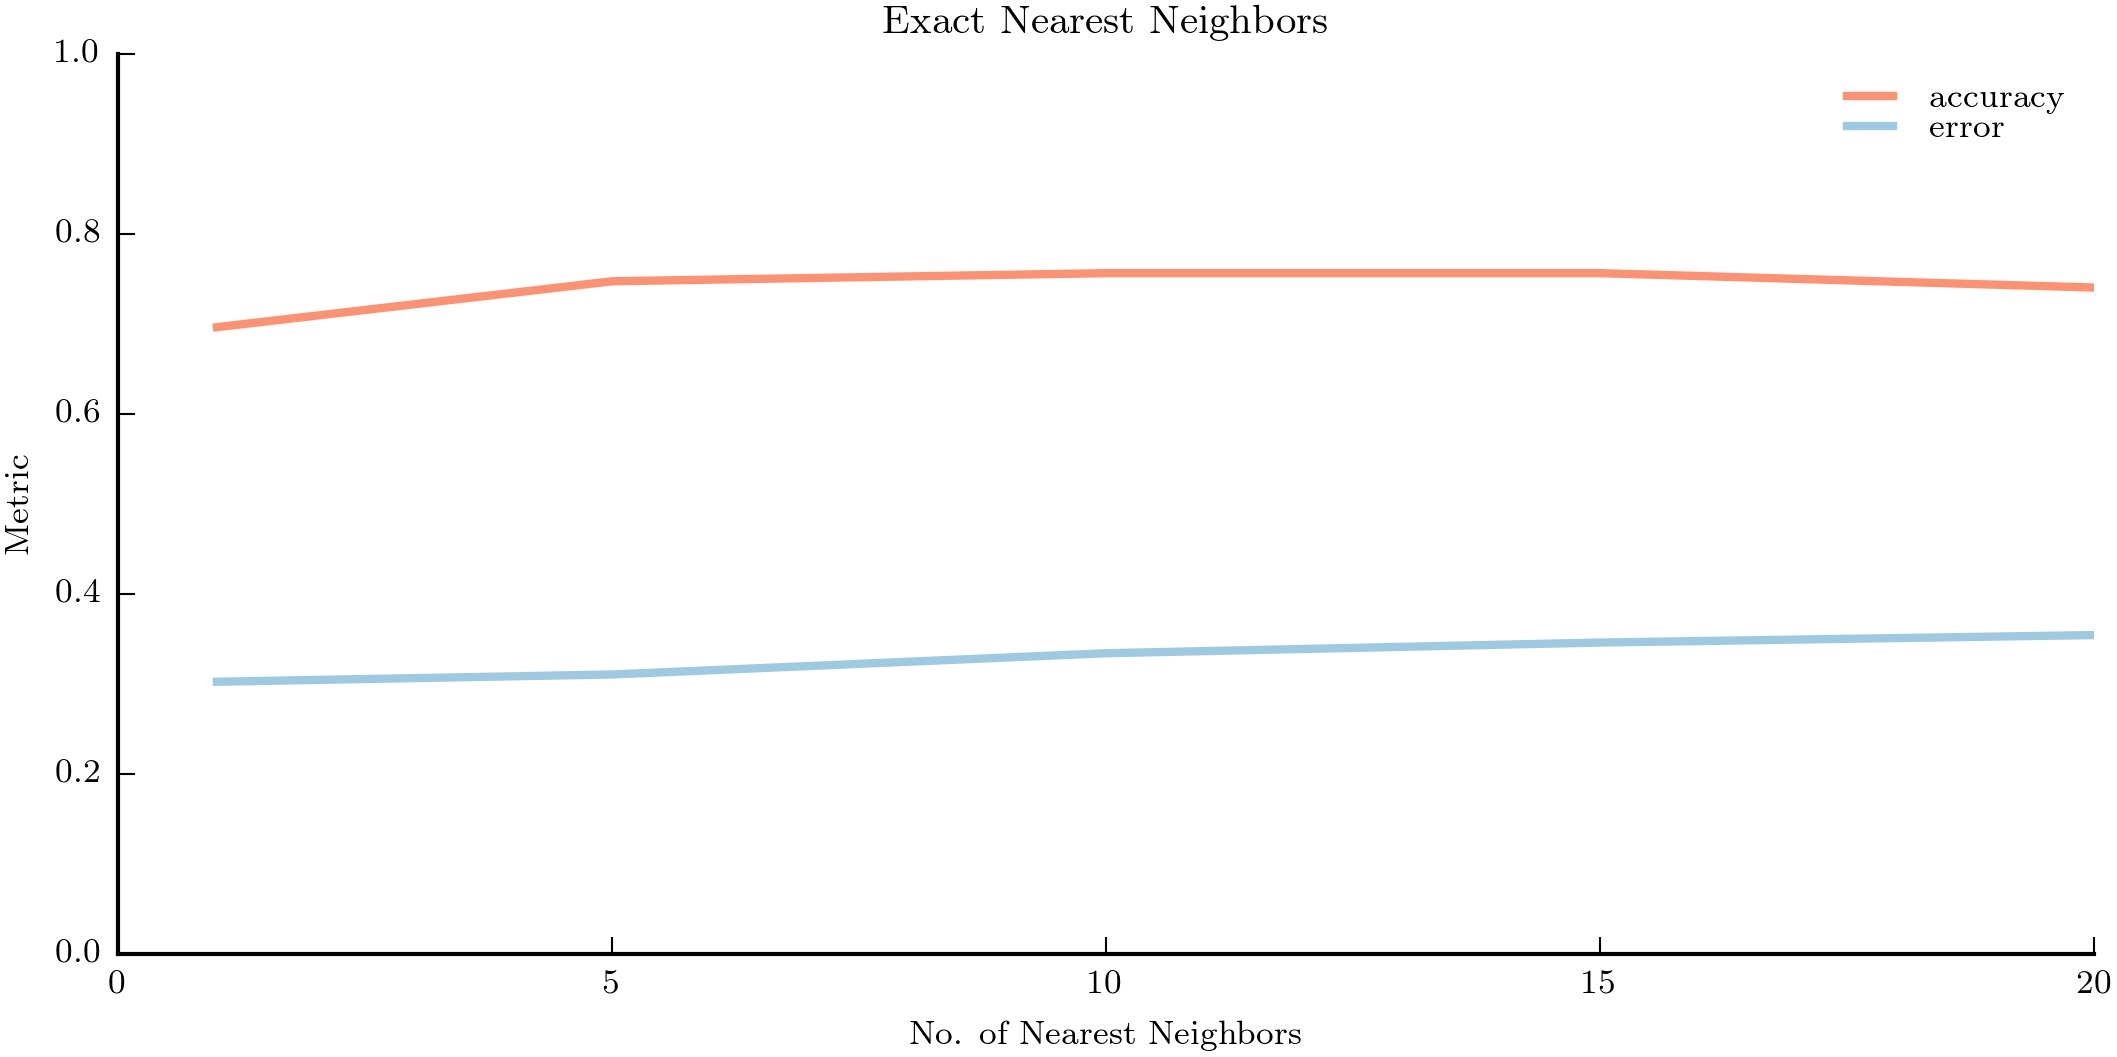 Exact Nearest Neighbors
1.0
accuracy
error
0.8
0.6
Metric
0.4
0.2
0.0
0 5 10 15 20
No. of Nearest Neighbors